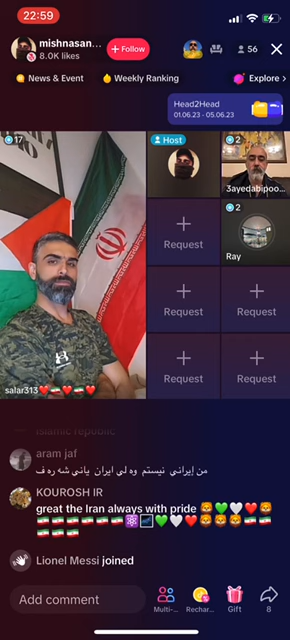 22:59
mishnasan...
8.0K likes
+ Follow
56
News & Event
Weekly Ranking
Explore >
Head2Head
01.06.23 - 05.06.23
17
Host
2
3ayedabipoo...
Request
2
Ray
Request
Request
Request
Request
salar313❤️🇮🇷❤️🇵🇸❤️
Islamic republic
aram jaf
من إيراني نيستم وه لي ايران ياني شه ره ف
KOUROSH IR
great the Iran always with pride
Lionel Messi joined
Add comment
Multi-...
Rechar...
Gift
8